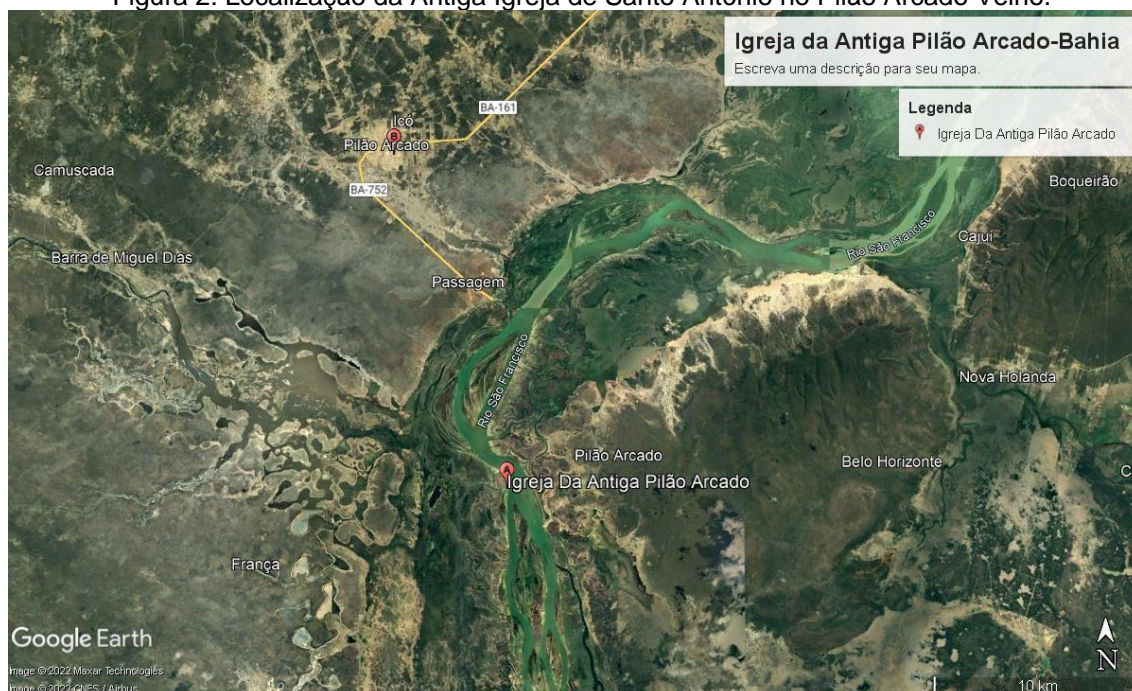 Figura 2: Localização da Antiga Igreja de Santo Antônio no Pilão Arcado Velho.
Igreja da Antiga Pilão Arcado-Bahia
Escreva uma descrição para seu mapa.
Legenda
A
Igreja Da Antiga Pilão Arcado
BA-161
Icó
B
Pilão Arcado
Camuscada
BA-752
Boqueirão
Rio São Francisco
Cajui
Barra de Miguel Dias
Passagem
Rio São Francisco
Nova Holanda
Pilão Arcado
Belo Horizonte
A
Igreja Da Antiga Pilão Arcado
C
França
Google Earth
Image © 2022 Maxar Technologies
Image © 2022 CNES / Airbus
N
10 km